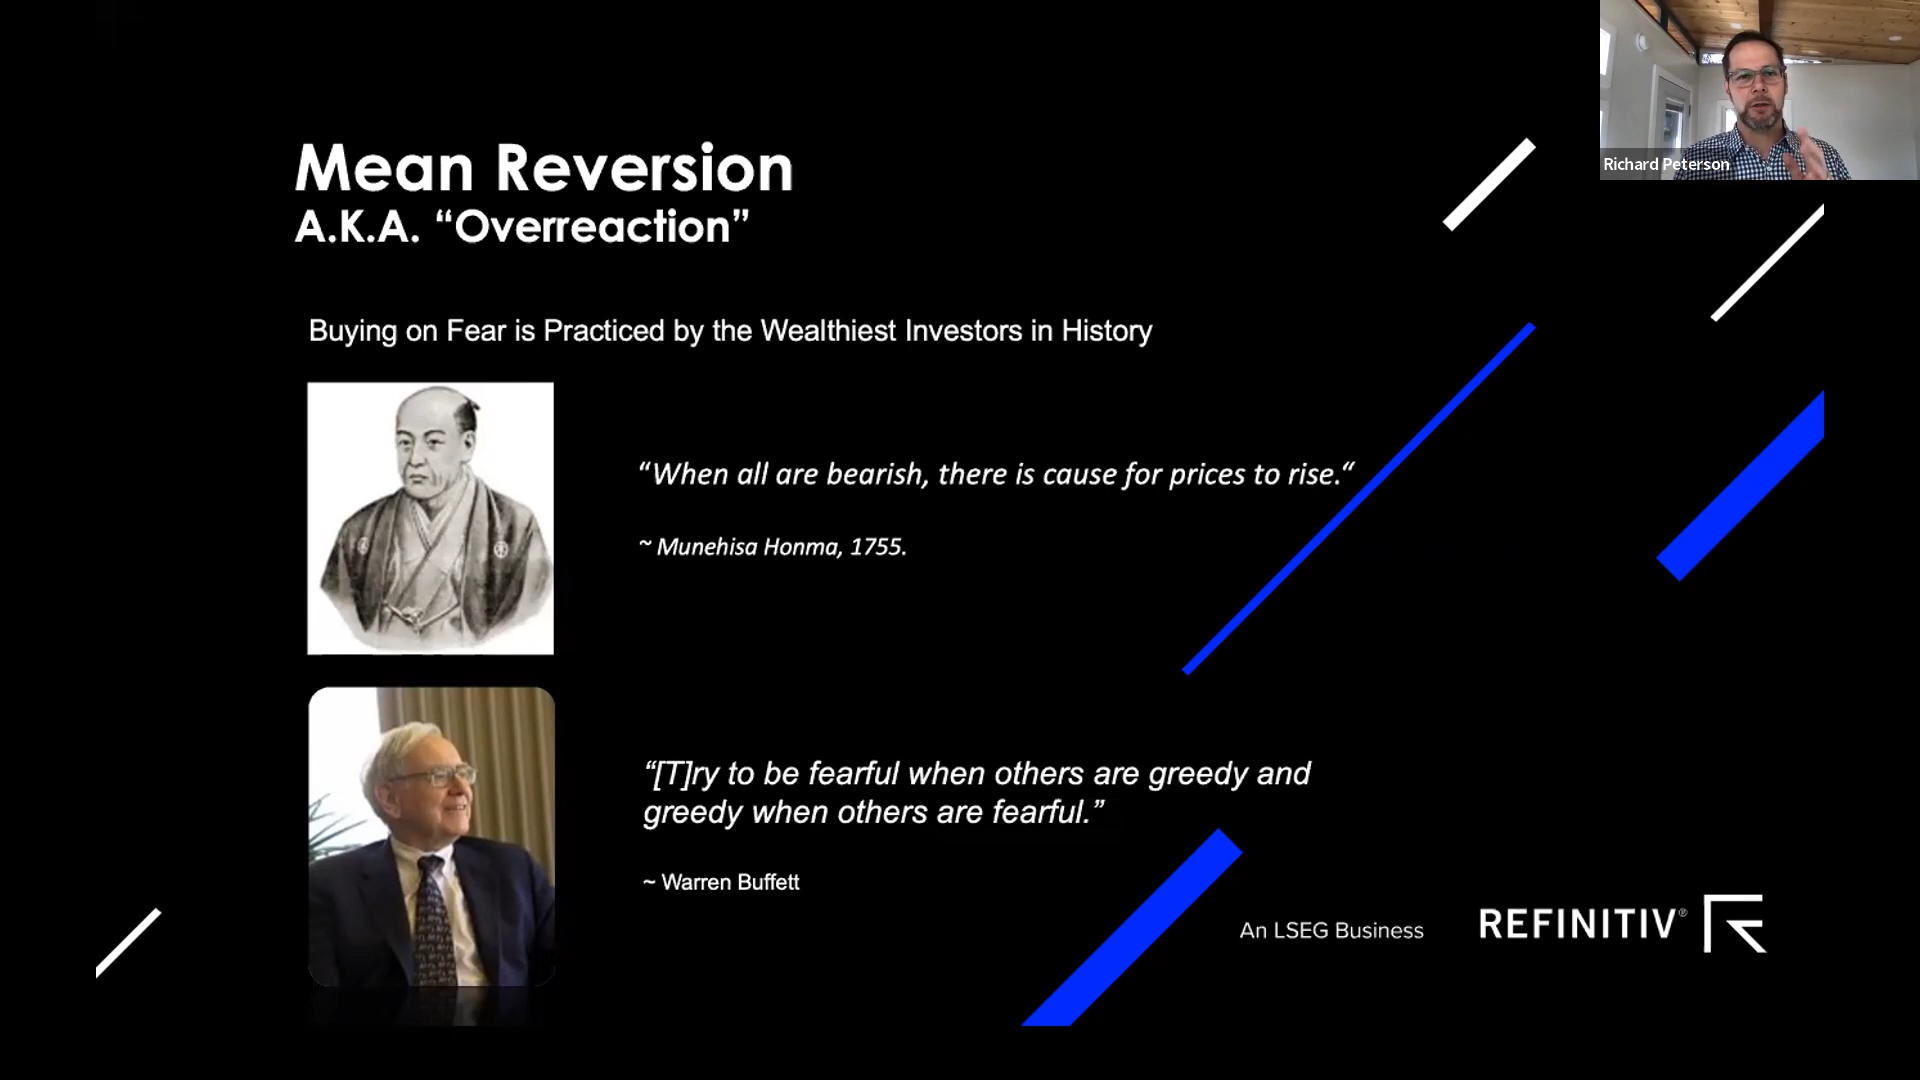 Richard Peterson
Mean Reversion
A.K.A. “Overreaction”
Buying on Fear is Practiced by the Wealthiest Investors in History
“When all are bearish, there is cause for prices to rise.“
~ Munehisa Honma, 1755.
“[T]ry to be fearful when others are greedy and
greedy when others are fearful.”
~ Warren Buffett
An LSEG Business
REFINITIV®